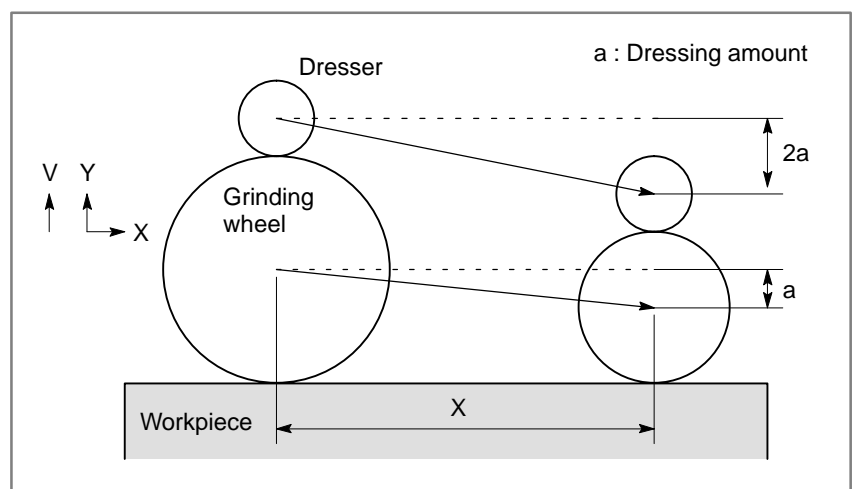 a : Dressing amount
Dresser
2a
V Y
X
Grinding
wheel
a
X
Workpiece